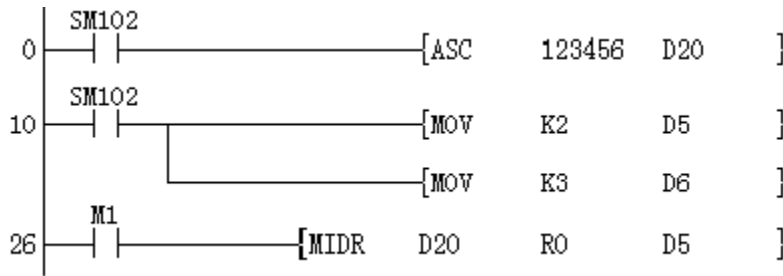 SM102
0 [ASC 123456 D20 ]
SM102
10 [MOV K2 D5 ]
[MOV K3 D6 ]
M1
26 [MIDR D20 R0 D5 ]